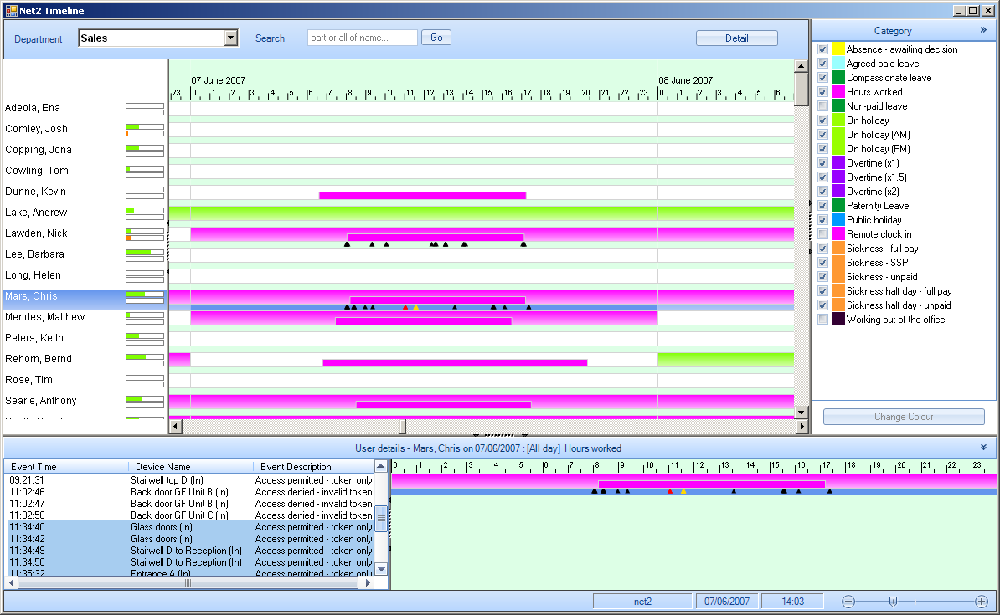 Net2 Timeline
Department Sales Search part or all of name... Go Detail
Category
07 June 2007 08 June 2007
23 0 1 2 3 4 5 6 7 8 9 10 11 12 13 14 15 16 17 18 19 20 21 22 23 0 1 2 3 4 5 6
Adeola, Ena
Comley, Josh
Copping, Jona
Cowling, Tom
Dunne, Kevin
Lake, Andrew
Lawden, Nick
Lee, Barbara
Long, Helen
Mars, Chris
Mendes, Matthew
Peters, Keith
Rehorn, Bernd
Rose, Tim
Searle, Anthony
Absence - awaiting decision
Agreed paid leave
Compassionate leave
Hours worked
Non-paid leave
On holiday
On holiday (AM)
On holiday (PM)
Overtime (x1)
Overtime (x1.5)
Overtime (x2)
Paternity Leave
Public holiday
Remote clock in
Sickness - full pay
Sickness - SSP
Sickness - unpaid
Sickness half day - full pay
Sickness half day - unpaid
Working out of the office
Change Colour
User details - Mars, Chris on 07/06/2007 : [All day] Hours worked
Event Time Device Name Event Description
09:21:31 Stairwell top D (In) Access permitted - token only
11:02:46 Back door GF Unit B (In) Access denied - invalid token
11:02:47 Back door GF Unit B (In) Access denied - invalid token
11:02:50 Back door GF Unit C (In) Access denied - invalid token
11:34:40 Glass doors (In) Access permitted - token only
11:34:42 Glass doors (In) Access permitted - token only
11:34:49 Stairwell D to Reception (In) Access permitted - token only
11:34:50 Stairwell D to Reception (In) Access permitted - token only
11:35:32 Entrance A (In) Access permitted - token only
0 1 2 3 4 5 6 7 8 9 10 11 12 13 14 15 16 17 18 19 20 21 22 23
net2 07/06/2007 14:03